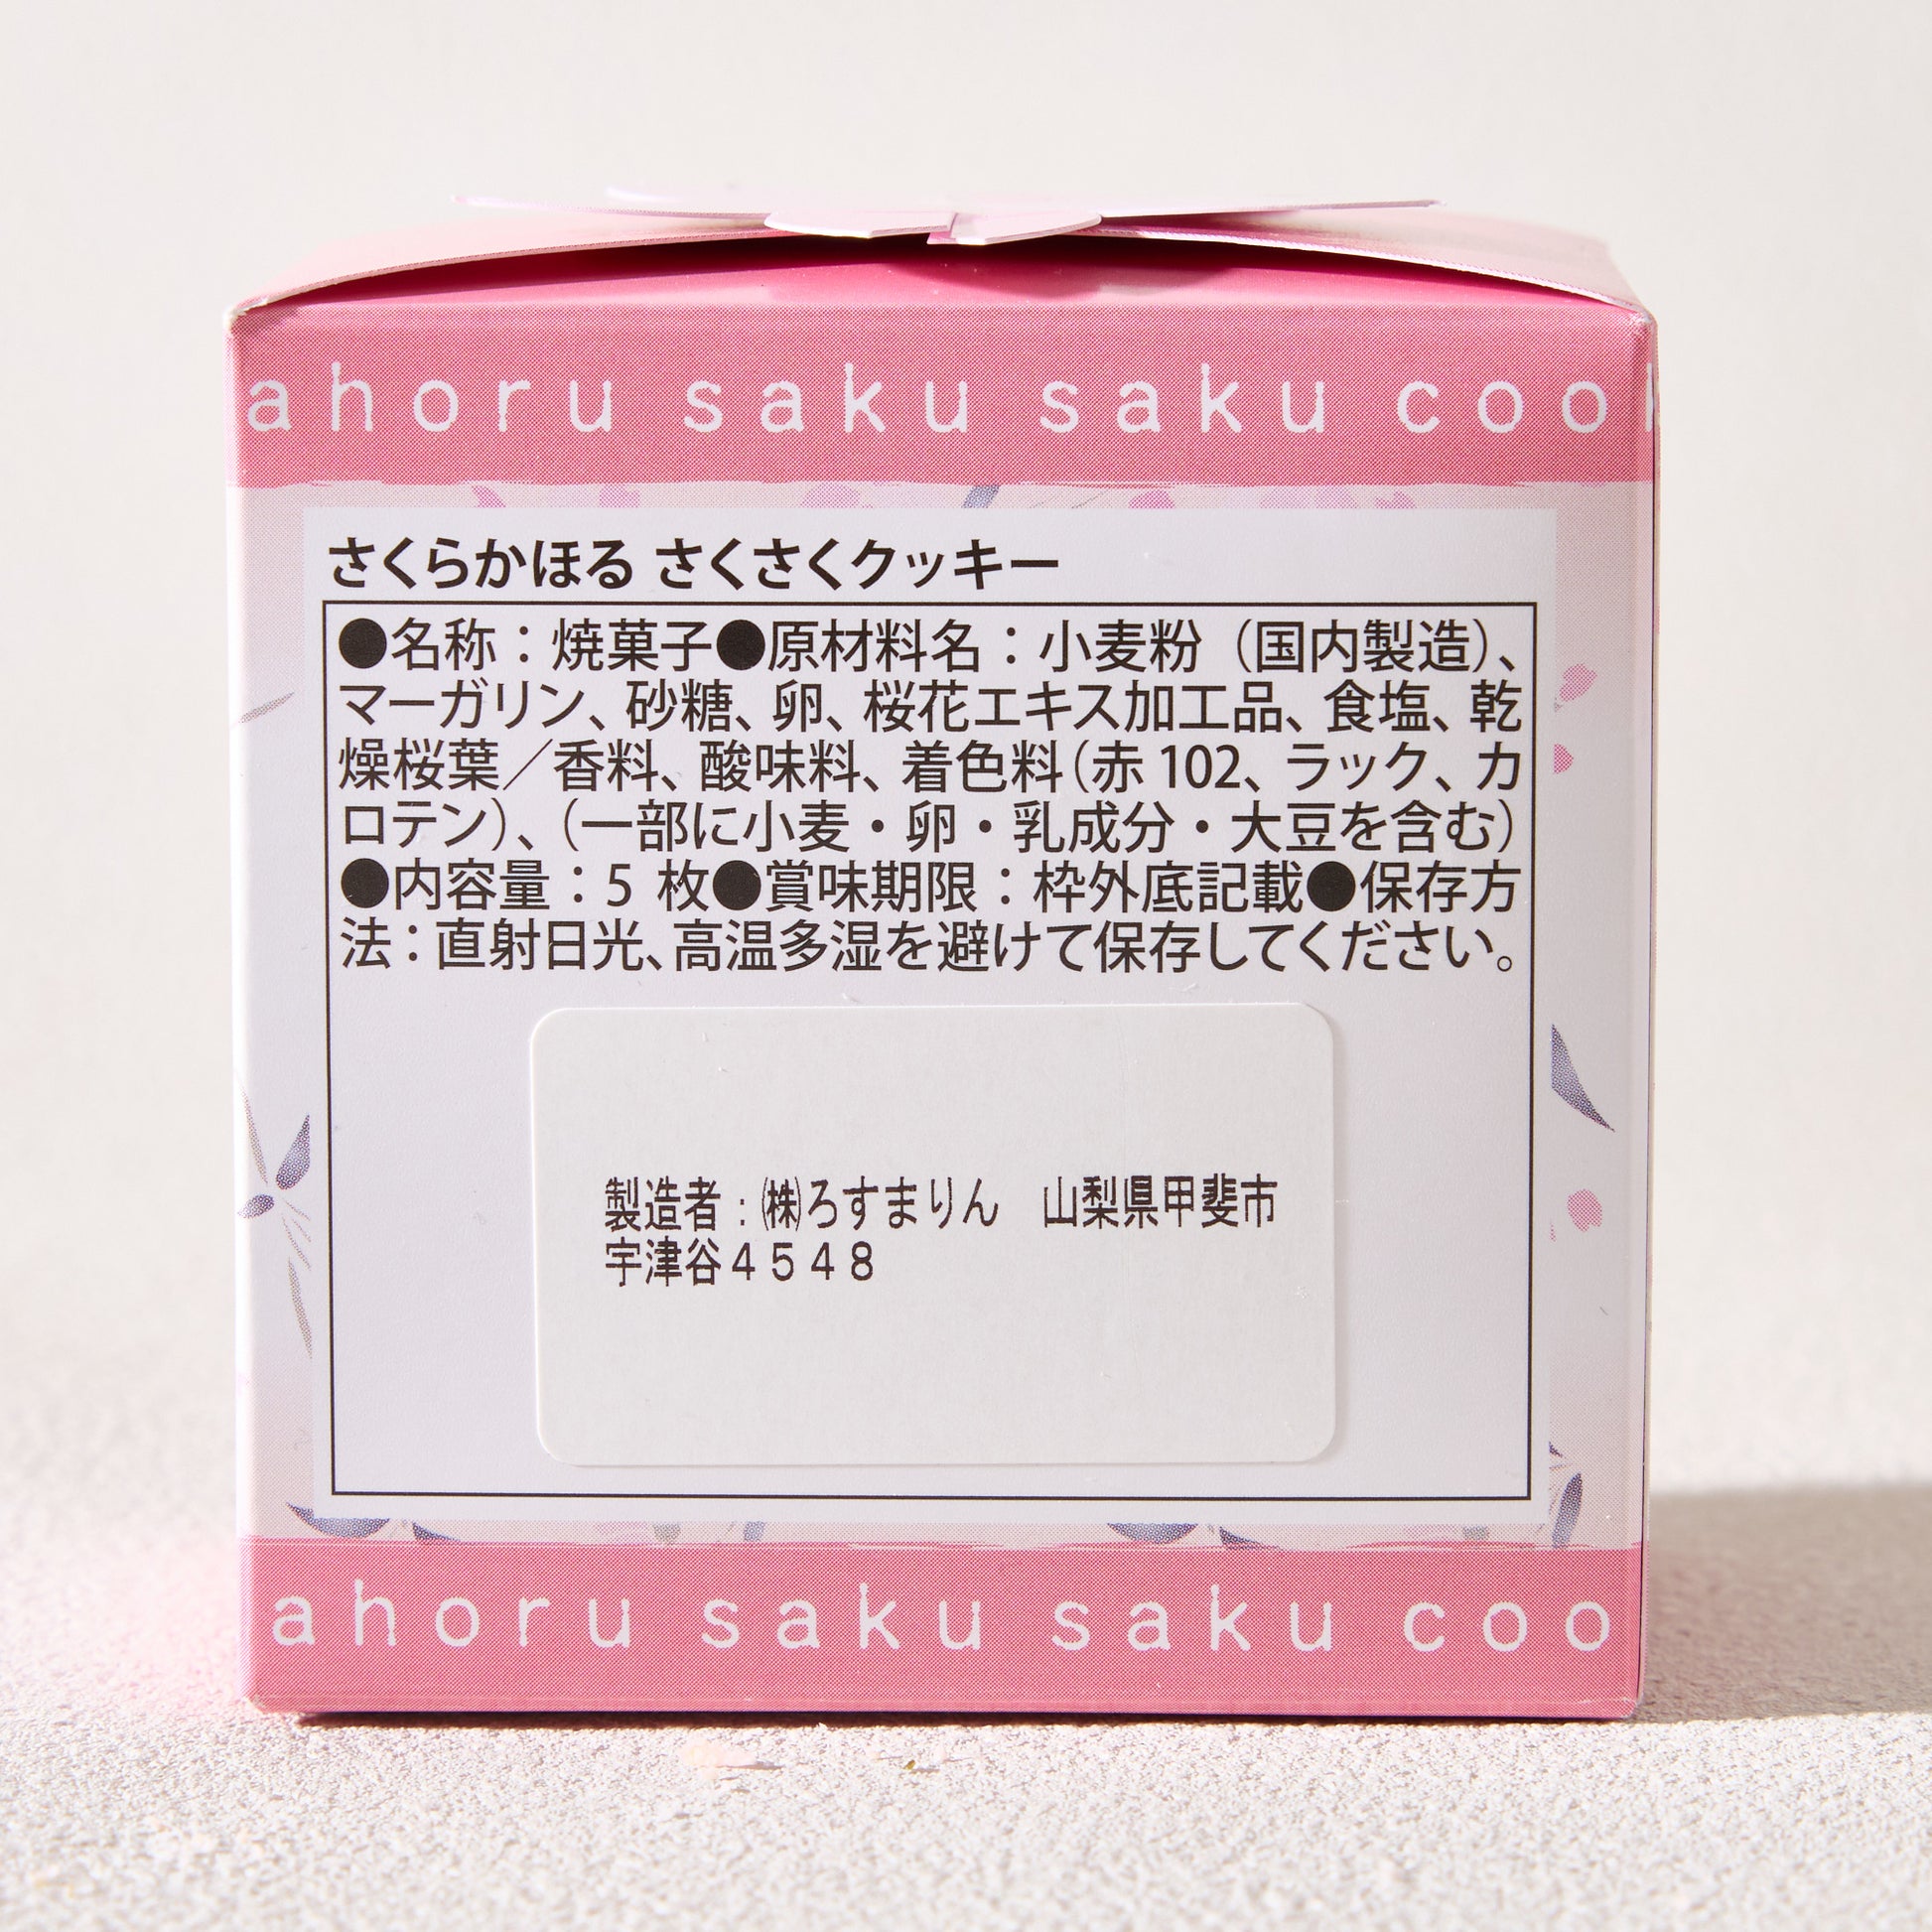 ahoru saku saku coo
さくらかほる さくさくクッキー
●名称：焼菓子●原材料名：小麦粉（国内製造）、
マーガリン、砂糖、卵、桜花エキス加工品、食塩、乾
燥桜葉／香料、酸味料、着色料（赤102、ラック、カ
ロテン）、（一部に小麦・卵・乳成分・大豆を含む）
●内容量：5 枚●賞味期限：枠外底記載●保存方
法：直射日光、高温多湿を避けて保存してください。
製造者：㈱ろすまりん　山梨県甲斐市
宇津谷４５４８
ahoru saku saku coo